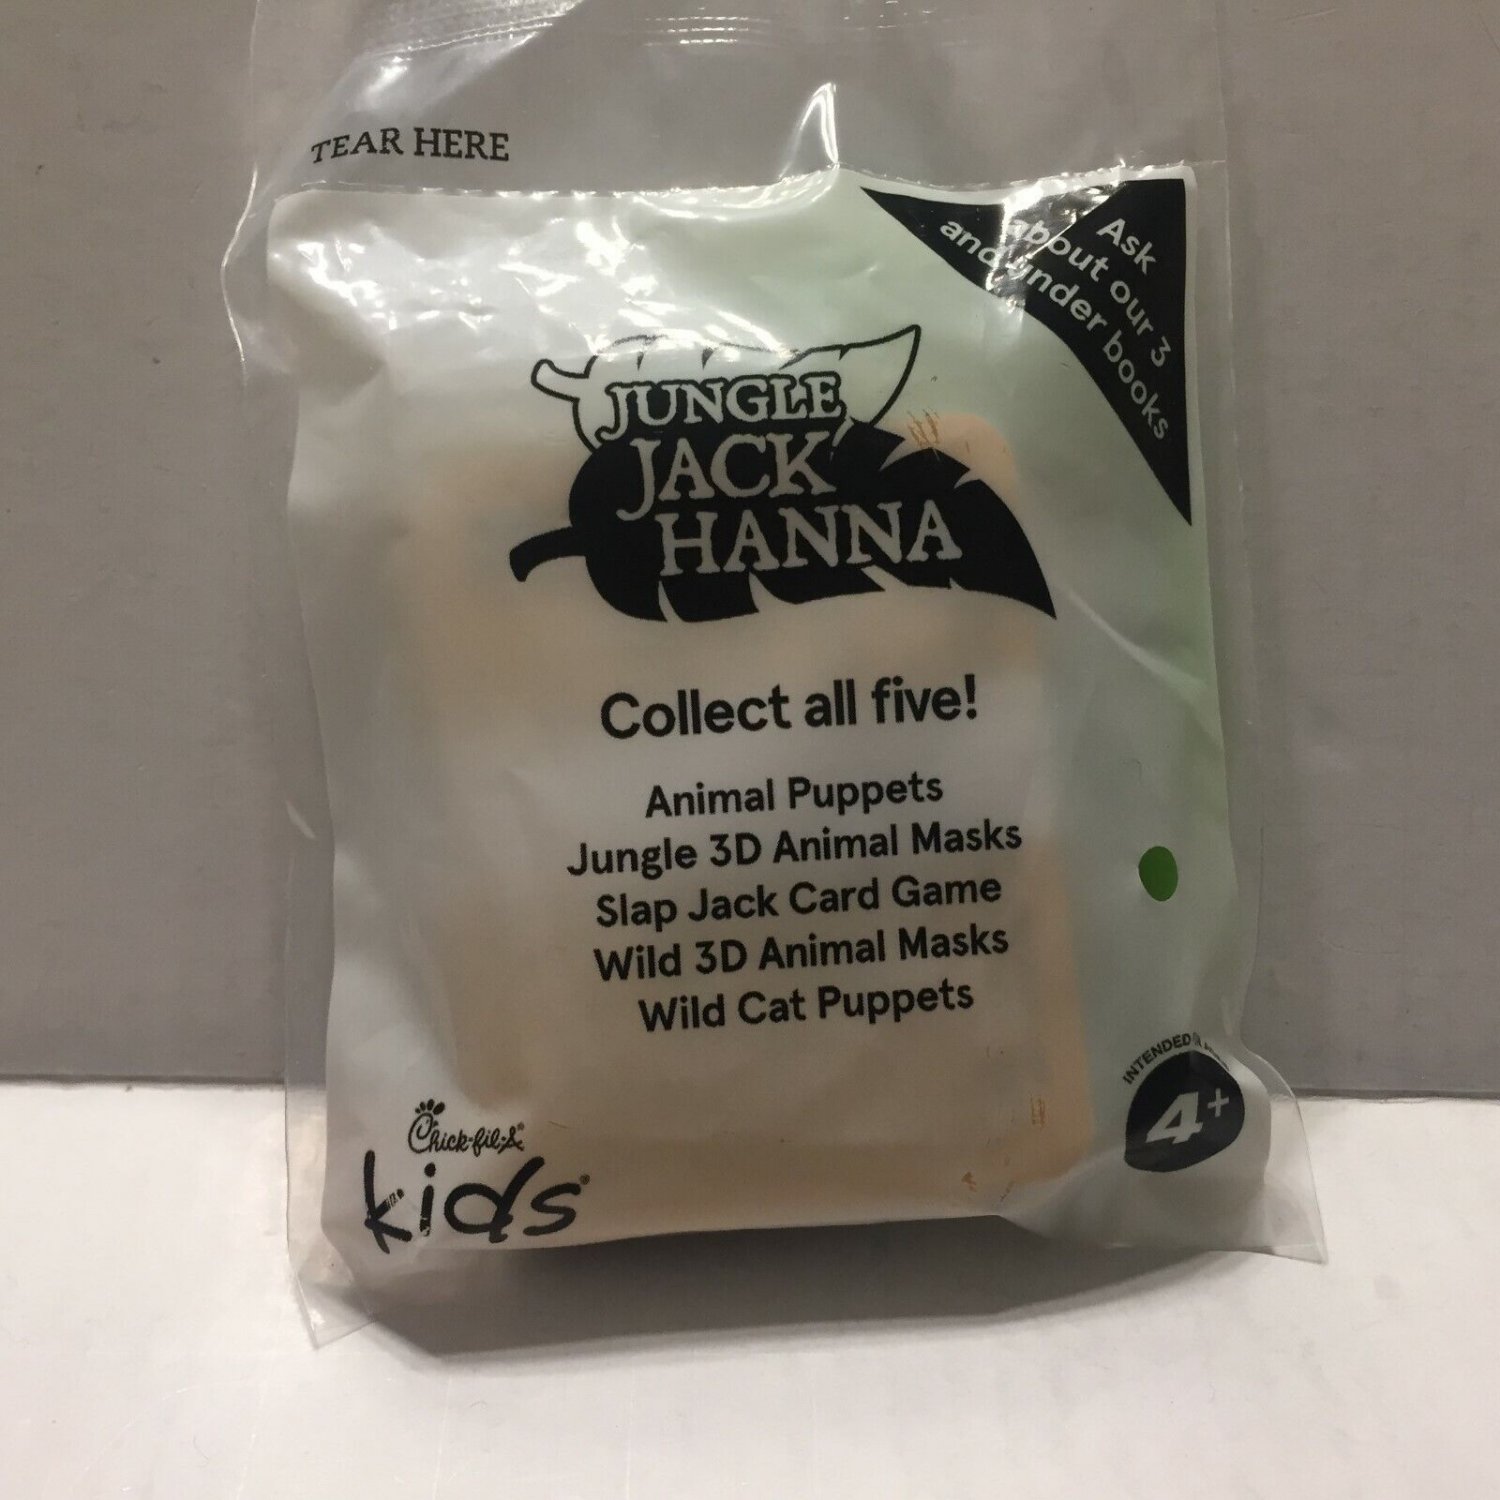 TEAR HERE
Ask
about our 3
and under books
JUNGLE
JACK
HANNA
Collect all five!
Animal Puppets
Jungle 3D Animal Masks
Slap Jack Card Game
Wild 3D Animal Masks
Wild Cat Puppets
Chick-fil-A®
kids®
INTENDED
4+